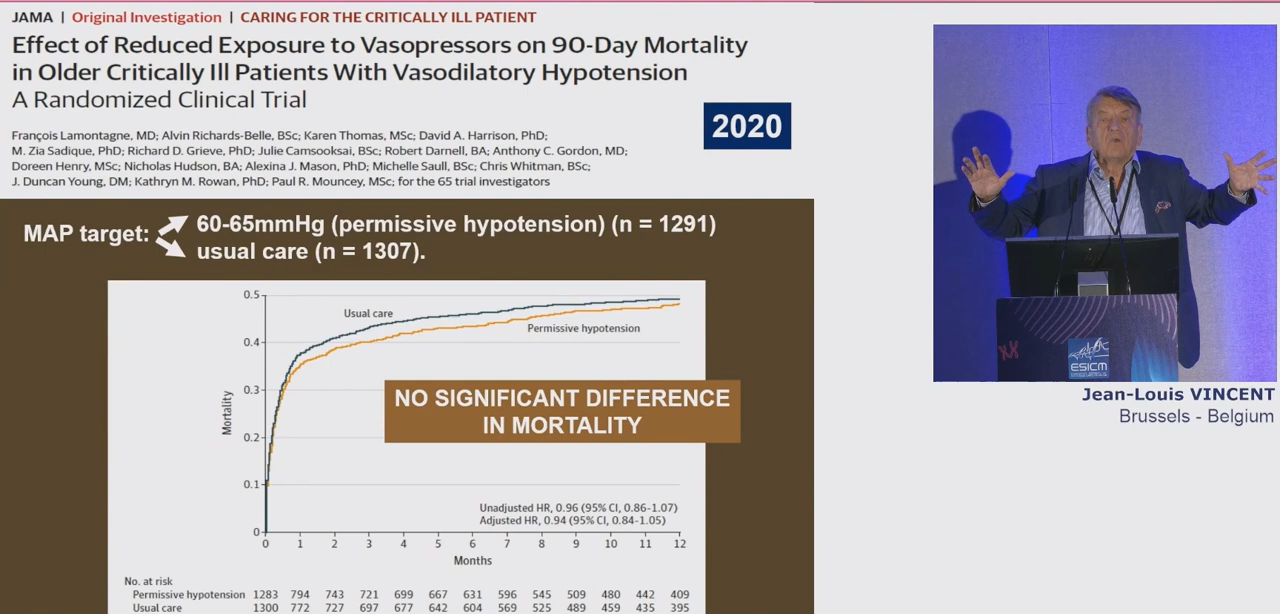 JAMA | Original Investigation | CARING FOR THE CRITICALLY ILL PATIENT
Effect of Reduced Exposure to Vasopressors on 90-Day Mortality
in Older Critically Ill Patients With Vasodilatory Hypotension
A Randomized Clinical Trial
2020
François Lamontagne, MD; Alvin Richards-Belle, BSc; Karen Thomas, MSc; David A. Harrison, PhD;
M. Zia Sadique, PhD; Richard D. Grieve, PhD; Julie Camsooksai, BSc; Robert Darnell, BA; Anthony C. Gordon, MD;
Doreen Henry, MSc; Nicholas Hudson, BA; Alexina J. Mason, PhD; Michelle Saull, BSc; Chris Whitman, BSc;
J. Duncan Young, DM; Kathryn M. Rowan, PhD; Paul R. Mouncey, MSc; for the 65 trial investigators
MAP target:
60-65mmHg (permissive hypotension) (n = 1291)
usual care (n = 1307).
0.5
0.4
0.3
0.2
0.1
0
Mortality
Usual care
Permissive hypotension
NO SIGNIFICANT DIFFERENCE
IN MORTALITY
Unadjusted HR, 0.96 (95% CI, 0.86-1.07)
Adjusted HR, 0.94 (95% CI, 0.84-1.05)
0 1 2 3 4 5 6 7 8 9 10 11 12
Months
No. at risk
Permissive hypotension 1283 794 743 721 699 667 631 596 545 509 480 442 409
Usual care 1300 772 727 697 677 642 604 569 525 489 459 435 395
ESICM
Jean-Louis VINCENT
Brussels - Belgium